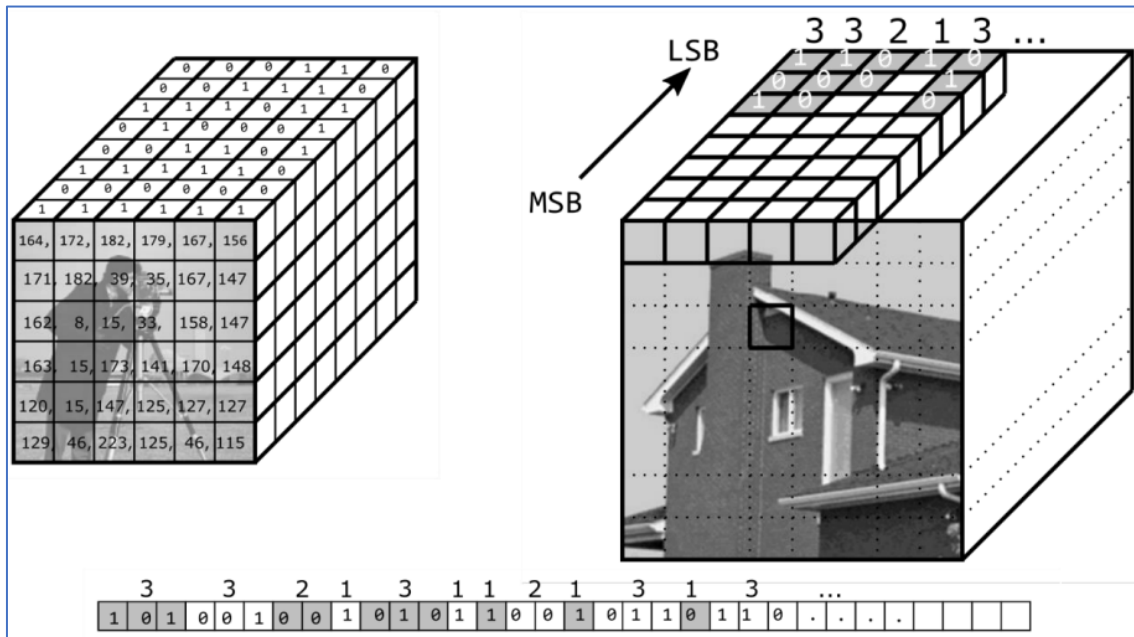 0 0 0 1 1 0
0 0 1 1 1 0
1 1 1 0 1 1
0 1 0 0 0 1
0 0 1 1 0 1
1 1 1 1 1 0
0 0 0 0 0 0
1 1 1 1 1 1
164, 172, 182, 179, 167, 156
171, 182, 39, 35, 167, 147
162, 8, 15, 33, 158, 147
163, 15, 173, 141, 170, 148
120, 15, 147, 125, 127, 127
129, 46, 223, 125, 46, 115
3 3 2 1 3 ...
LSB
1 1 0 1 0
0 0 0 1
1 0 0
MSB
3 3 2 1 3 1 1 2 1 3 1 3 ...
1 0 1 0 0 1 0 0 1 0 1 0 1 1 0 0 1 0 1 1 0 1 1 0 . . . .